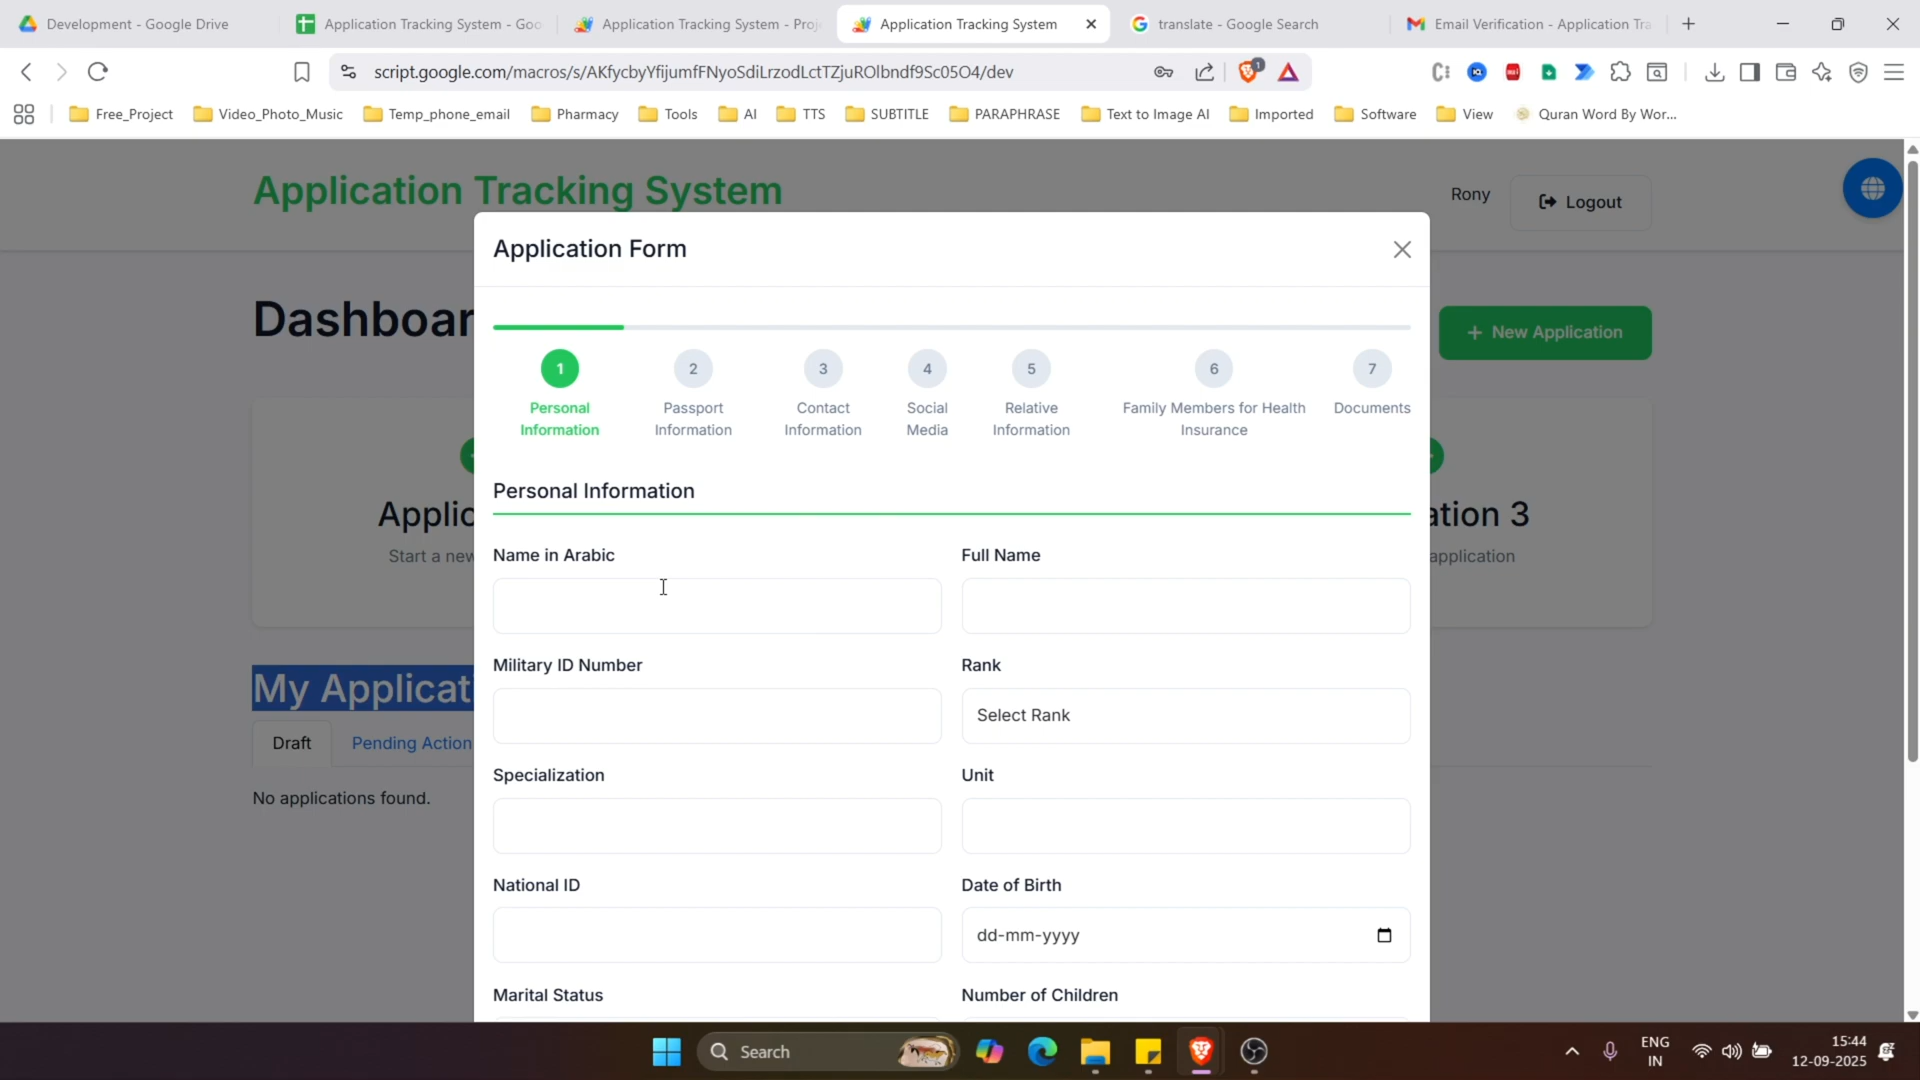 Development - Google Drive
Application Tracking System - Goo
Application Tracking System - Proj
Application Tracking System
translate - Google Search
Email Verification - Application Tra
script.google.com/macros/s/AKfycbyYfijumfFNyoSdiLrzodLctTZjuROlbndf9Sc05O4/dev
1
Free_Project
Video_Photo_Music
Temp_phone_email
Pharmacy
Tools
AI
TTS
SUBTITLE
PARAPHRASE
Text to Image AI
Imported
Software
View
Quran Word By Wor...
Application Tracking System
Rony
Logout
Application Form
Dashboar
+ New Application
1
2
3
4
5
6
7
Personal Information
Passport Information
Contact Information
Social Media
Relative Information
Family Members for Health Insurance
Documents
Applic
ation 3
Start a new
application
Personal Information
Name in Arabic
Full Name
Military ID Number
Rank
Select Rank
My Applicati
Draft
Pending Action
No applications found.
Specialization
Unit
National ID
Date of Birth
dd-mm-yyyy
Marital Status
Number of Children
Search
ENG
IN
15:44
12-09-2025